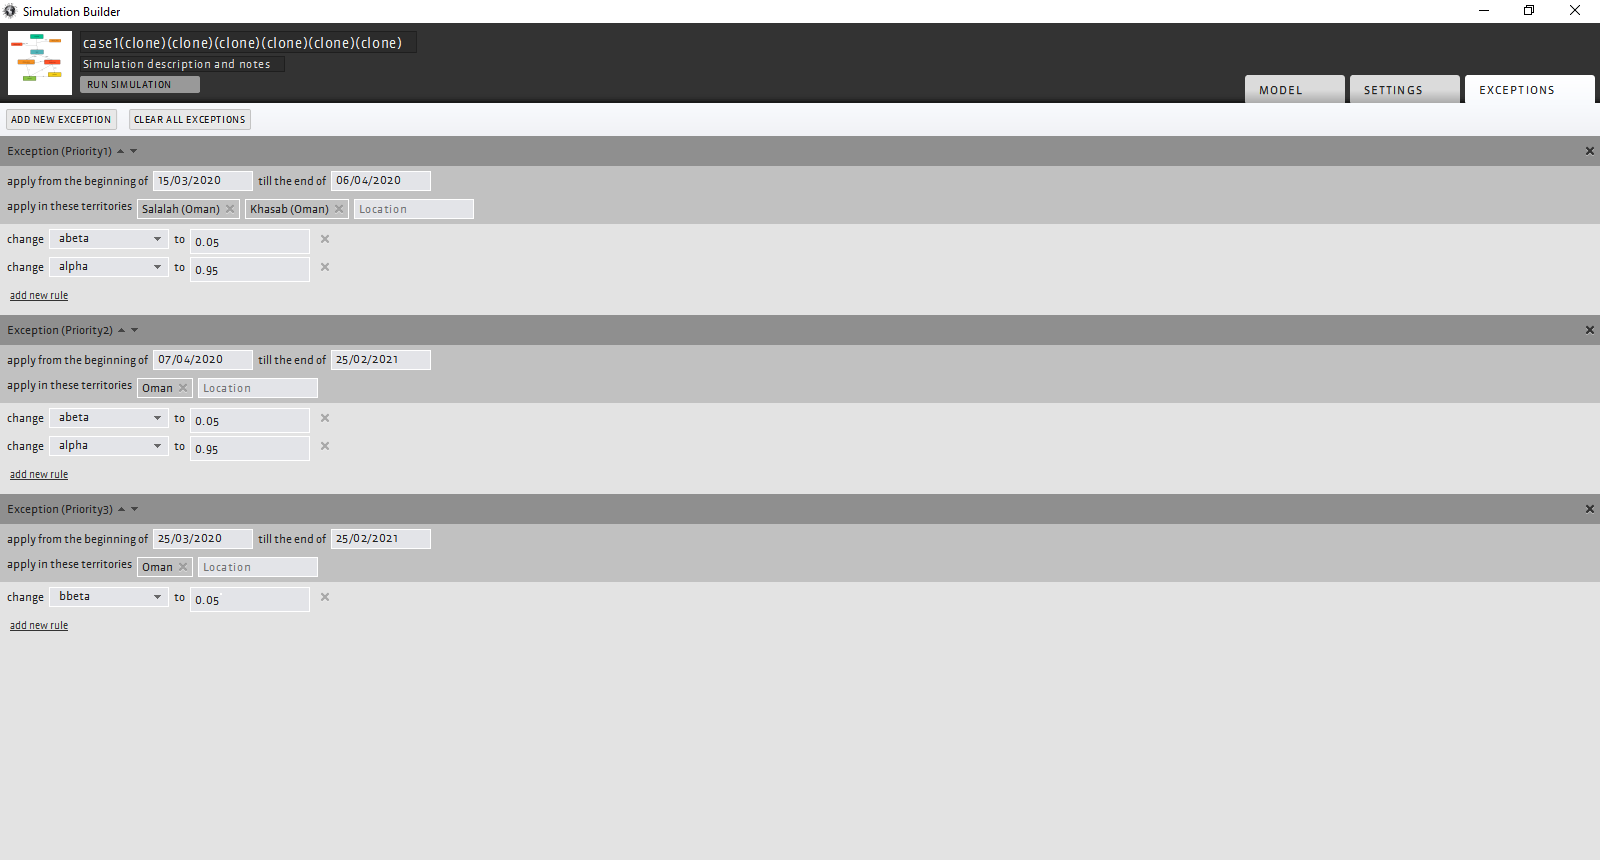 Simulation Builder
case1(clone)(clone)(clone)(clone)(clone)(clone)
Simulation description and notes
RUN SIMULATION
MODEL SETTINGS EXCEPTIONS
ADD NEW EXCEPTION CLEAR ALL EXCEPTIONS
Exception (Priority1)
apply from the beginning of 15/03/2020 till the end of 06/04/2020
apply in these territories Salalah (Oman) Khasab (Oman) Location
change abeta to 0.05
change alpha to 0.95
add new rule
Exception (Priority2)
apply from the beginning of 07/04/2020 till the end of 25/02/2021
apply in these territories Oman Location
change abeta to 0.05
change alpha to 0.95
add new rule
Exception (Priority3)
apply from the beginning of 25/03/2020 till the end of 25/02/2021
apply in these territories Oman Location
change bbeta to 0.05
add new rule